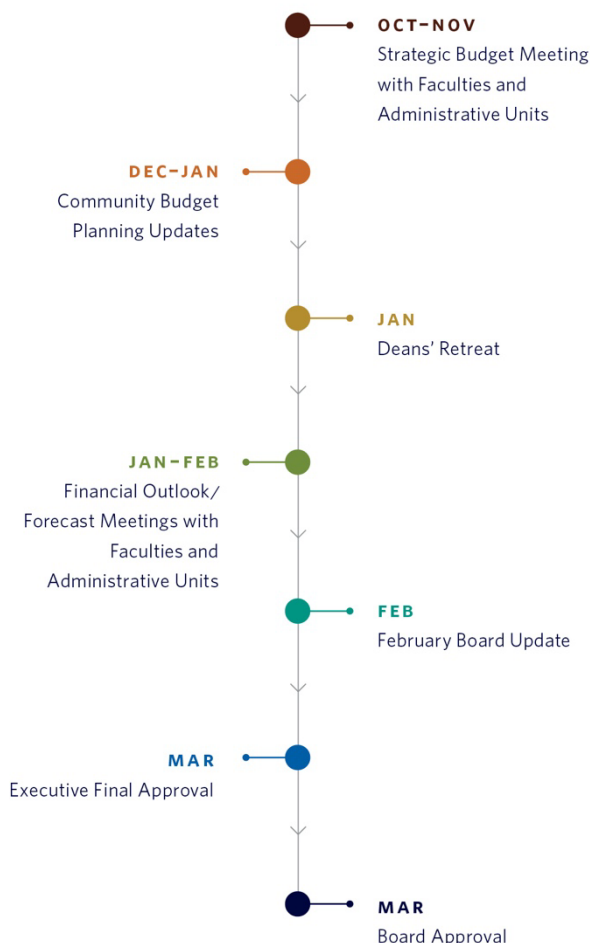 OCT–NOV
Strategic Budget Meeting
with Faculties and
Administrative Units
DEC–JAN
Community Budget
Planning Updates
JAN
Deans’ Retreat
JAN–FEB
Financial Outlook/
Forecast Meetings with
Faculties and
Administrative Units
FEB
February Board Update
MAR
Executive Final Approval
MAR
Board Approval